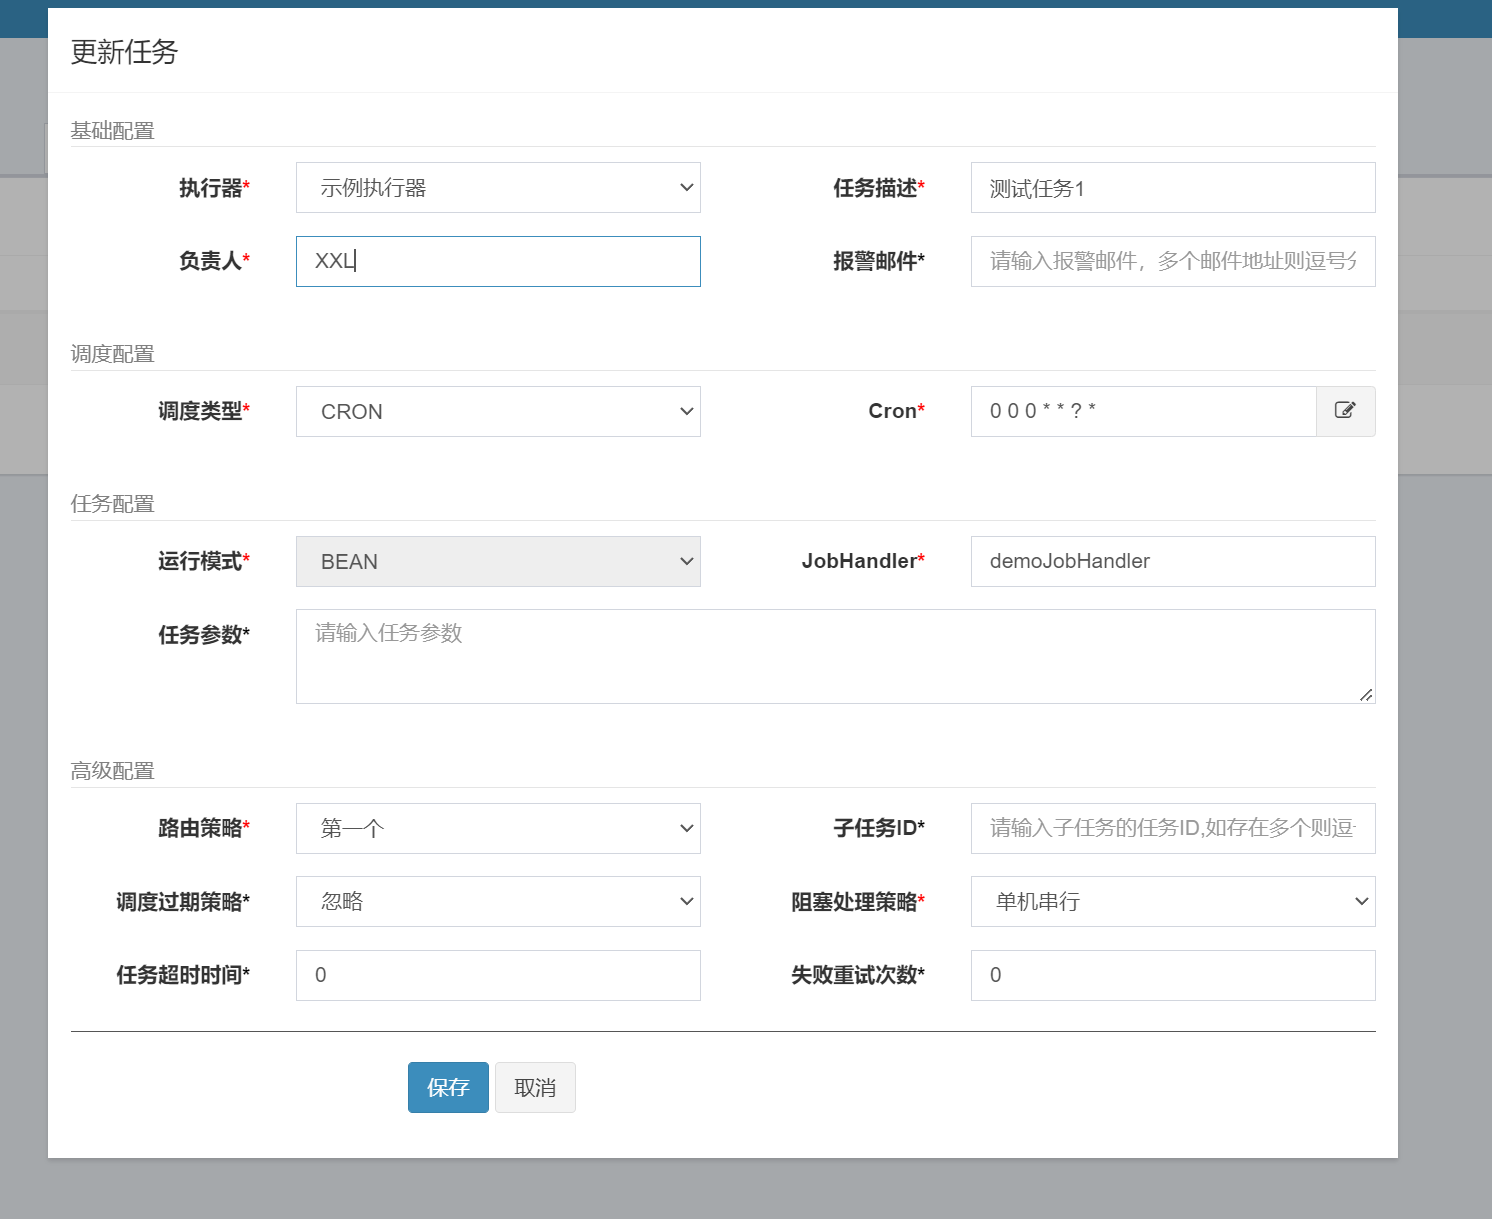 更新任务
基础配置
执行器* 示例执行器 任务描述* 测试任务1
负责人* XXL 报警邮件* 请输入报警邮件，多个邮件地址则逗号分
调度配置
调度类型* CRON Cron* 0 0 0 * * ? *
任务配置
运行模式* BEAN JobHandler* demoJobHandler
任务参数* 请输入任务参数
高级配置
路由策略* 第一个 子任务ID* 请输入子任务的任务ID,如存在多个则逗
调度过期策略* 忽略 阻塞处理策略* 单机串行
任务超时时间* 0 失败重试次数* 0
保存 取消